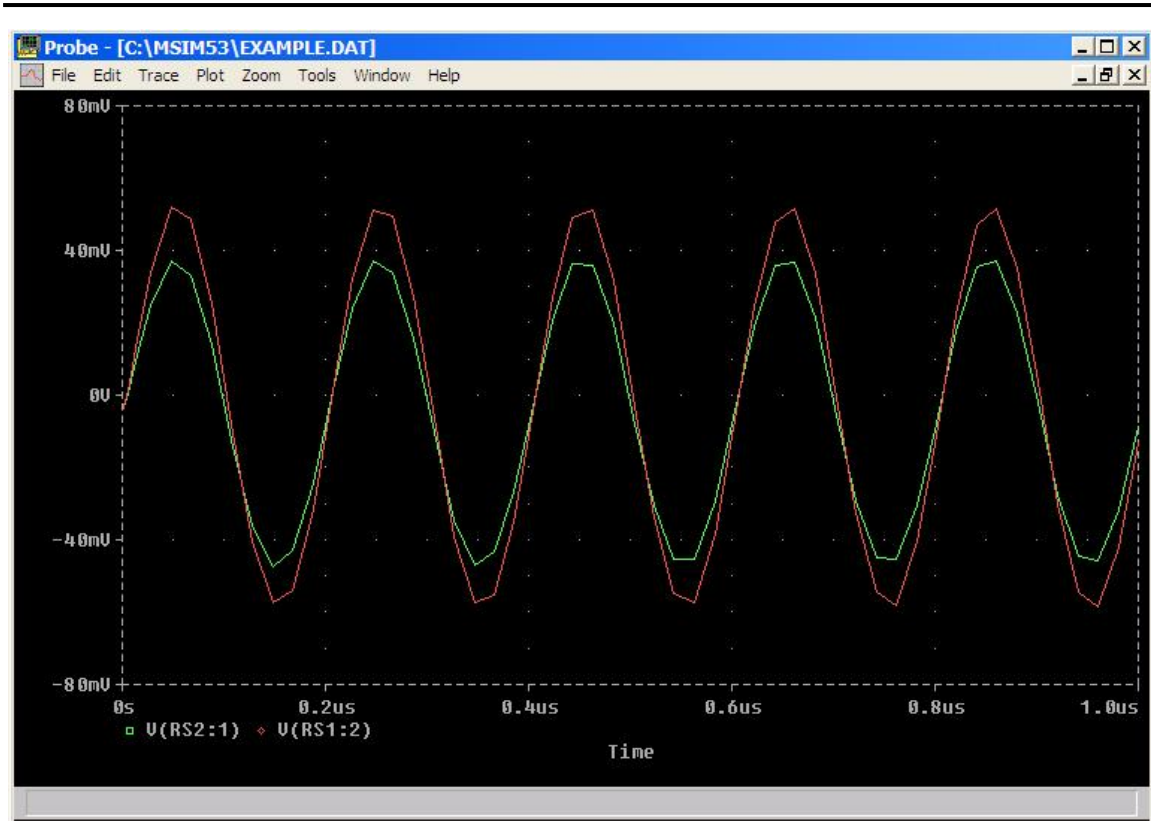 Probe - [C:\MSIM53\EXAMPLE.DAT]
File Edit Trace Plot Zoom Tools Window Help
80mV
40mV
0V
-40mV
-80mV
0s 0.2us 0.4us 0.6us 0.8us 1.0us
V(RS2:1) V(RS1:2)
Time